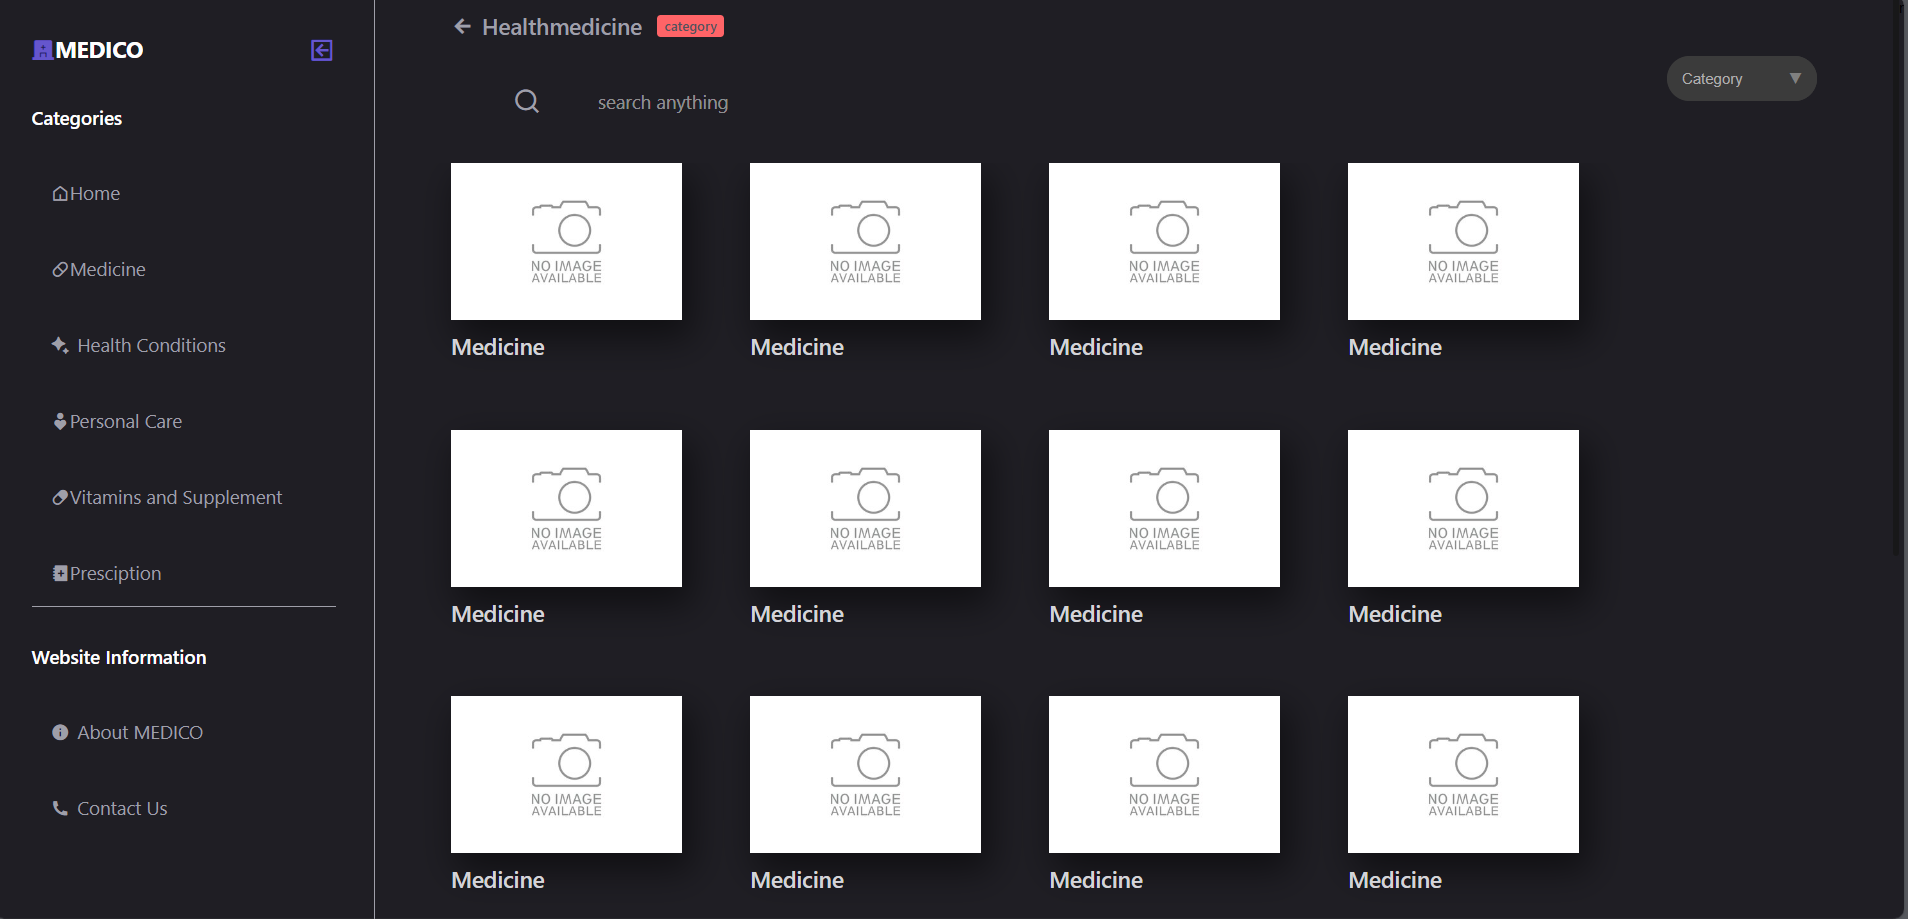 MEDICO
Categories
Home
Medicine
Health Conditions
Personal Care
Vitamins and Supplement
Presciption
Website Information
About MEDICO
Contact Us
Healthmedicine category
Category ▼
search anything
NO IMAGE AVAILABLE
NO IMAGE AVAILABLE
NO IMAGE AVAILABLE
NO IMAGE AVAILABLE
Medicine
Medicine
Medicine
Medicine
NO IMAGE AVAILABLE
NO IMAGE AVAILABLE
NO IMAGE AVAILABLE
NO IMAGE AVAILABLE
Medicine
Medicine
Medicine
Medicine
NO IMAGE AVAILABLE
NO IMAGE AVAILABLE
NO IMAGE AVAILABLE
NO IMAGE AVAILABLE
Medicine
Medicine
Medicine
Medicine